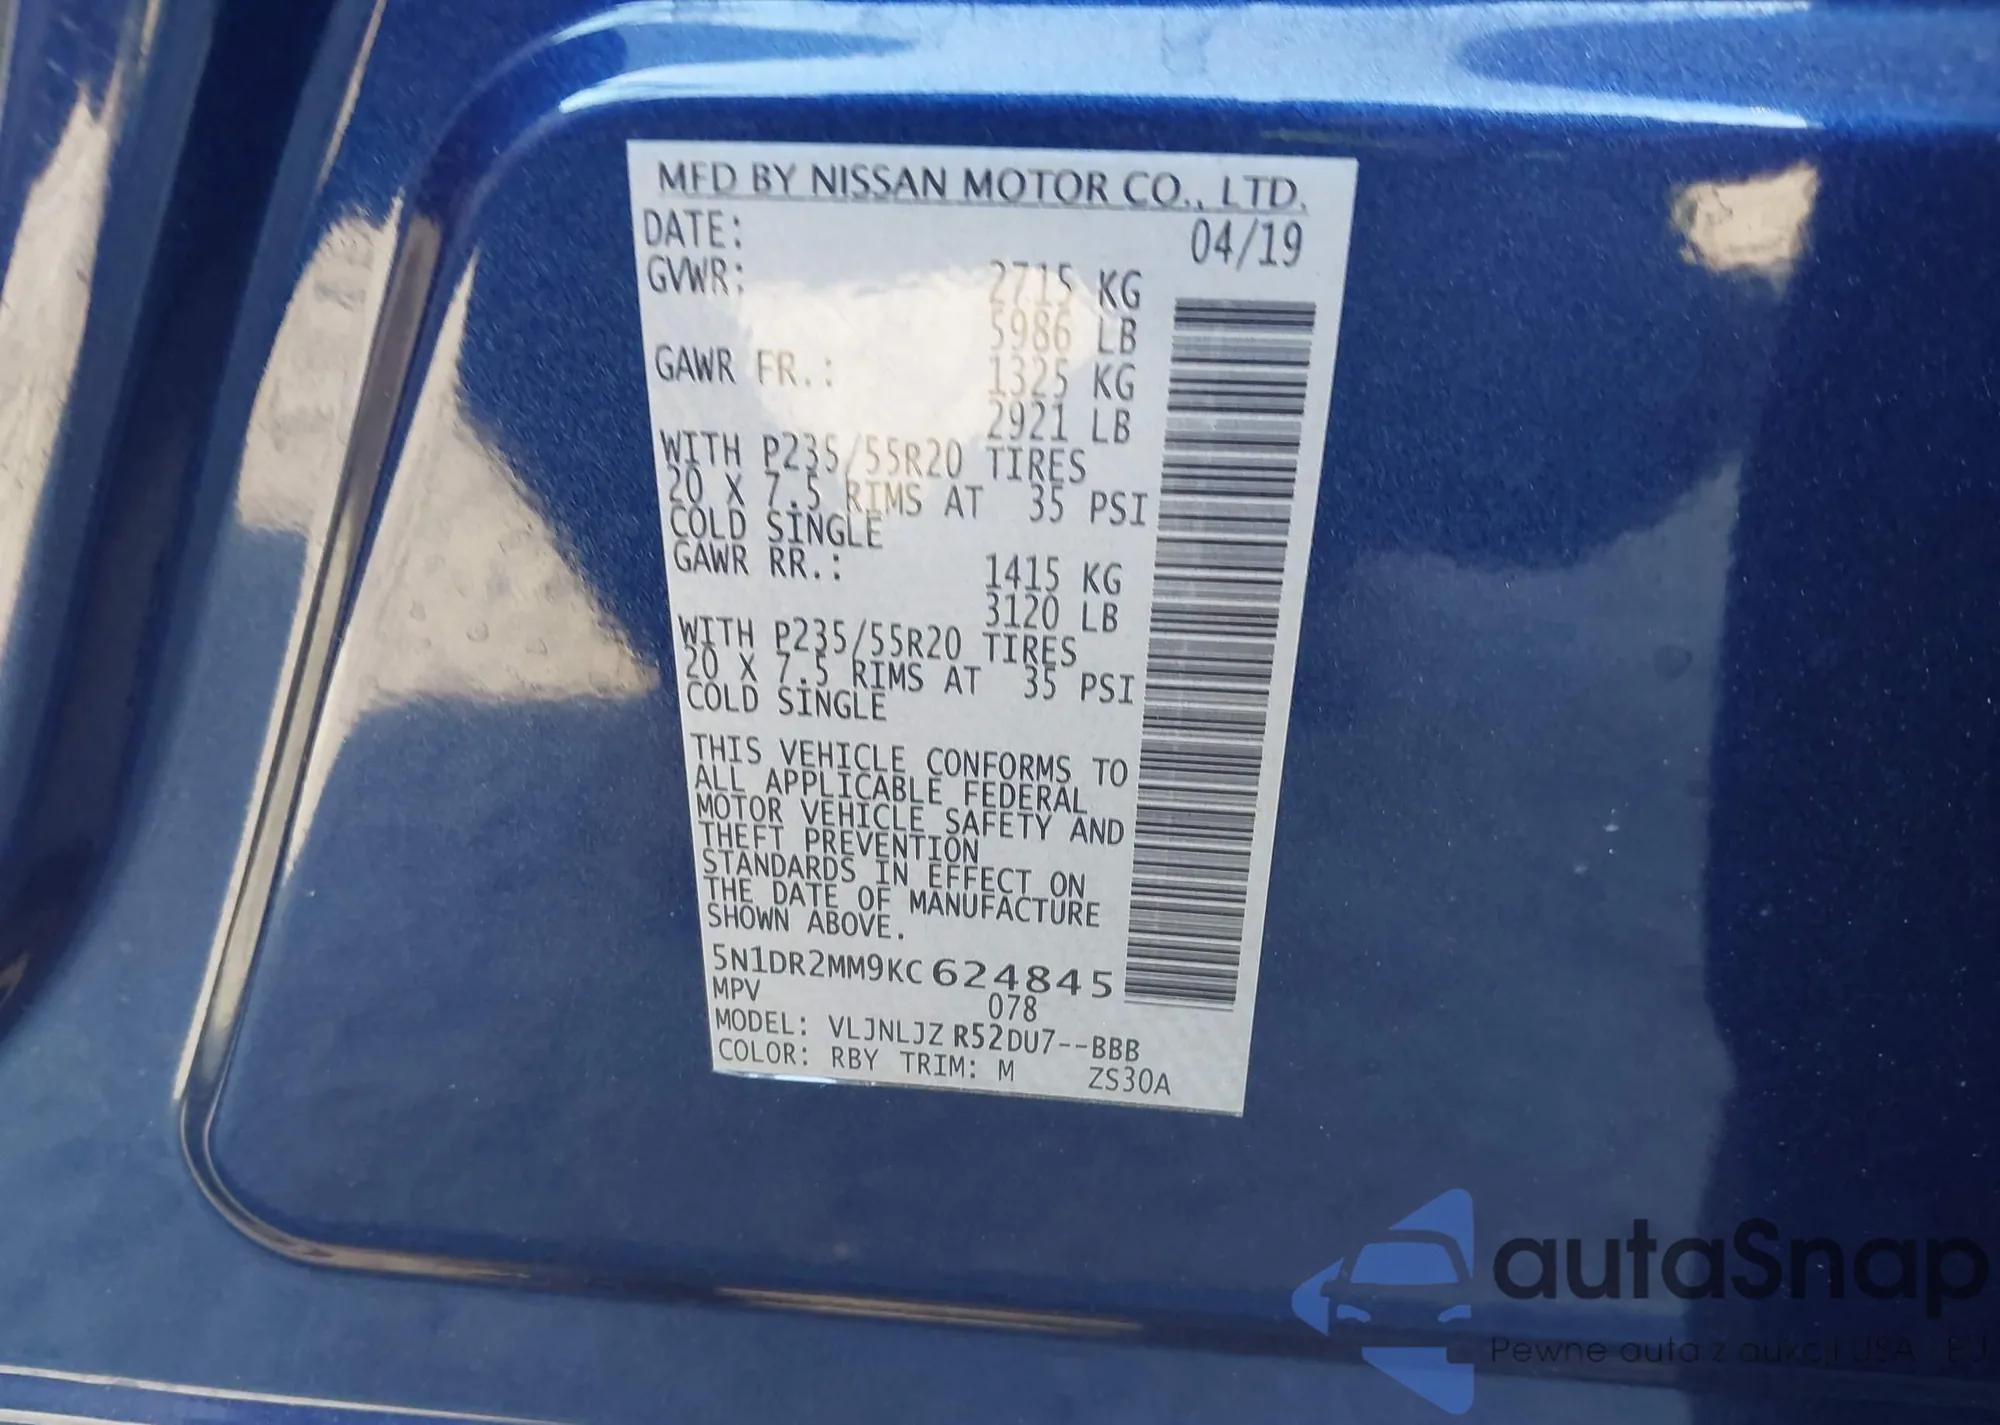 MFD BY NISSAN MOTOR CO., LTD.
DATE: 04/19
GVWR: 2715 KG
5986 LB
GAWR FR.: 1325 KG
2921 LB
WITH P235/55R20 TIRES
20 X 7.5 RIMS AT 35 PSI
COLD SINGLE
GAWR RR.: 1415 KG
3120 LB
WITH P235/55R20 TIRES
20 X 7.5 RIMS AT 35 PSI
COLD SINGLE
THIS VEHICLE CONFORMS TO
ALL APPLICABLE FEDERAL
MOTOR VEHICLE SAFETY AND
THEFT PREVENTION
STANDARDS IN EFFECT ON
THE DATE OF MANUFACTURE
SHOWN ABOVE.
5N1DR2MM9KC624845
MPV 078
MODEL: VLJNLJZ R52DU7--BBB
COLOR: RBY TRIM: M ZS30A
autaSnap
Pewne auta z aukcji USA